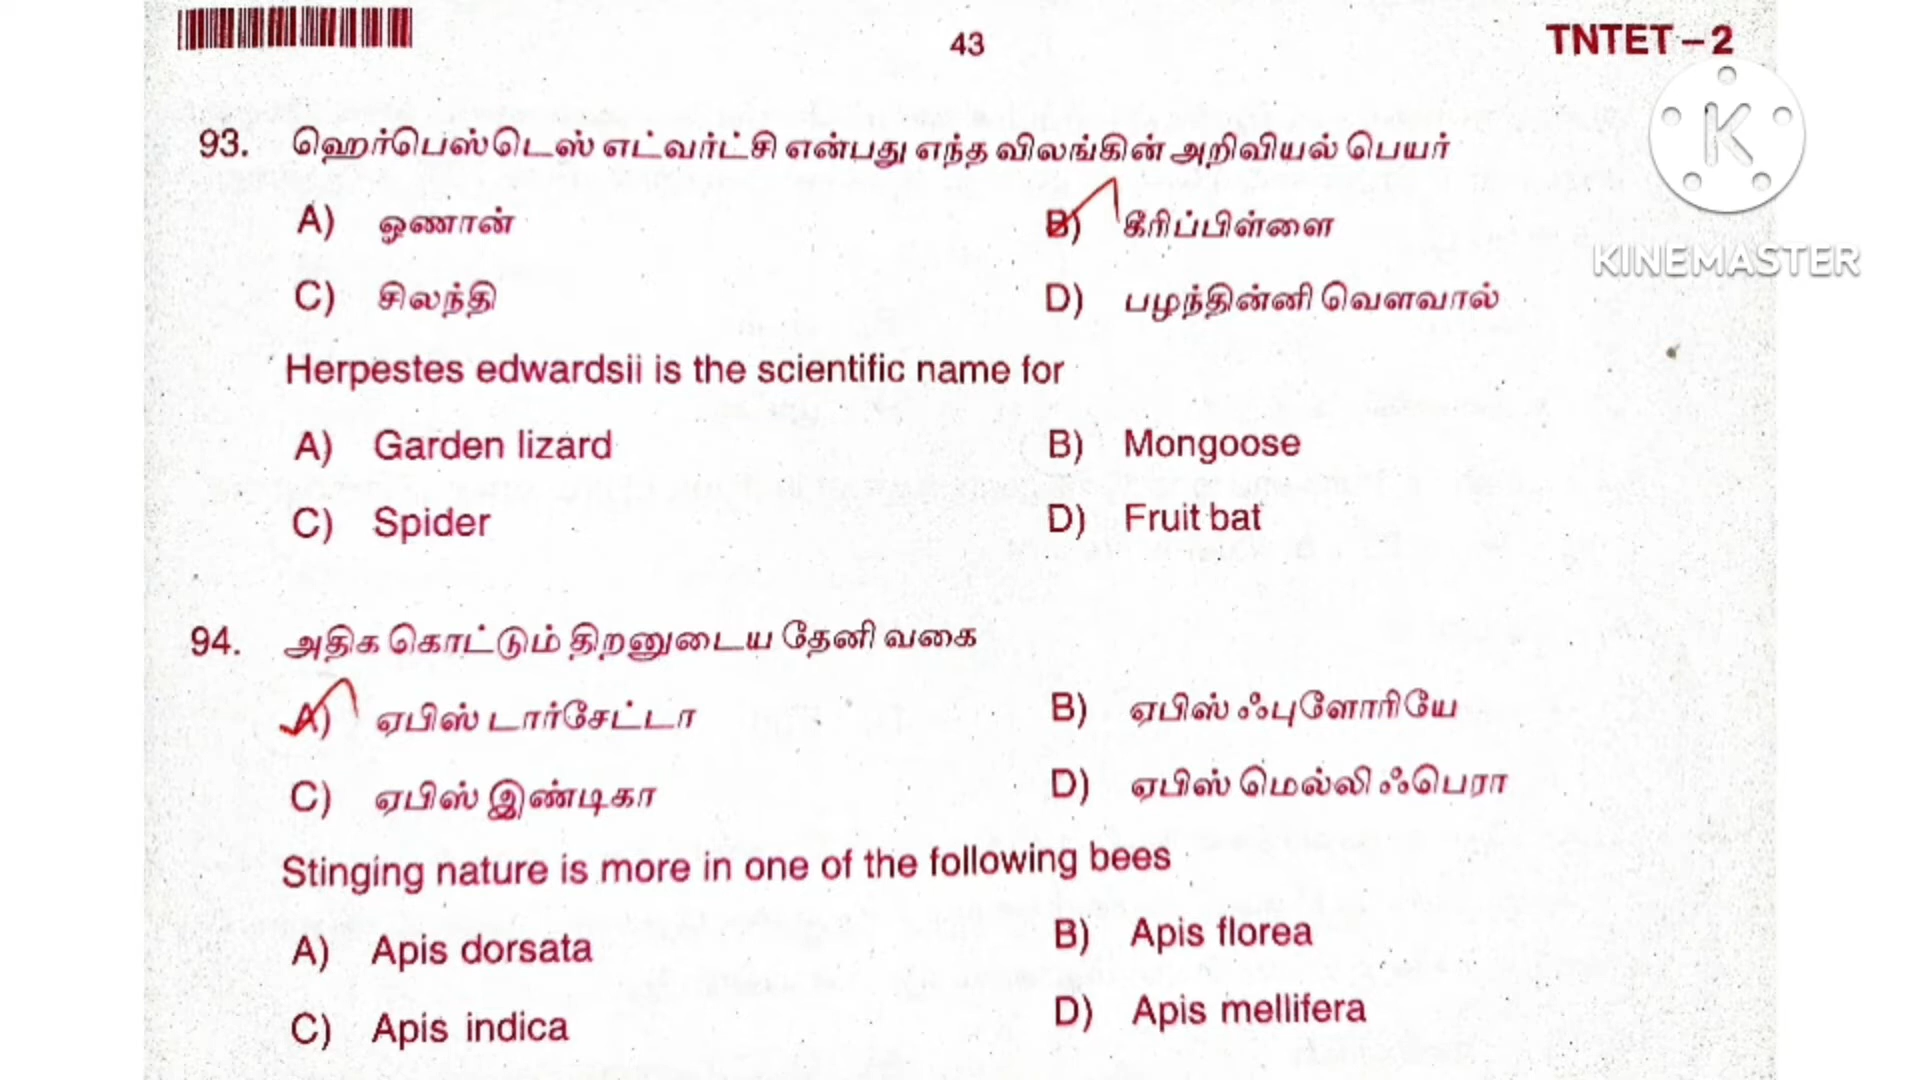 43
TNTET – 2
K
KINEMASTER
93. ஹெர்பெஸ்டெஸ் எட்வர்ட்சி என்பது எந்த விலங்கின் அறிவியல் பெயர்
A) ஓணான்
B) கீரிப்பிள்ளை
C) சிலந்தி
D) பழந்தின்னி வௌவால்
Herpestes edwardsii is the scientific name for
A) Garden lizard
B) Mongoose
C) Spider
D) Fruit bat
94. அதிக கொட்டும் திறனுடைய தேனி வகை
A) ஏபிஸ் டார்சேட்டா
B) ஏபிஸ் ஃபுளோரியே
C) ஏபிஸ் இண்டிகா
D) ஏபிஸ் மெல்லிஃபெரா
Stinging nature is more in one of the following bees
A) Apis dorsata
B) Apis florea
C) Apis indica
D) Apis mellifera